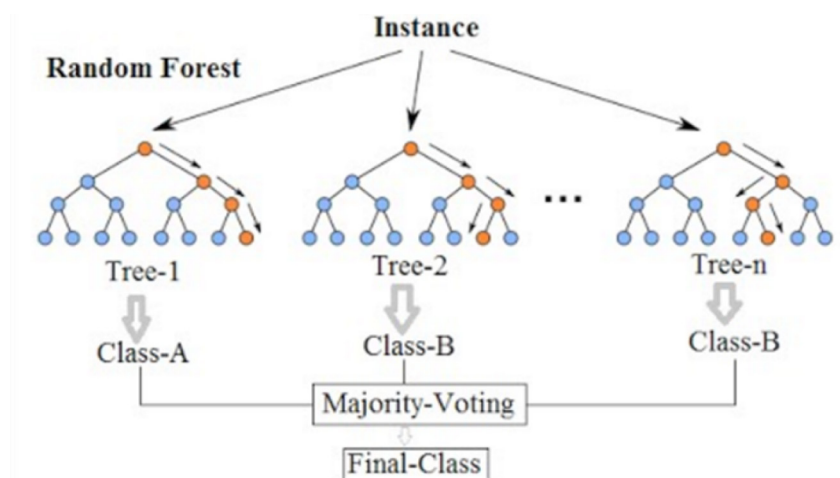 Instance
Random Forest
...
Tree-1
Tree-2
Tree-n
Class-A
Class-B
Class-B
Majority-Voting
Final-Class